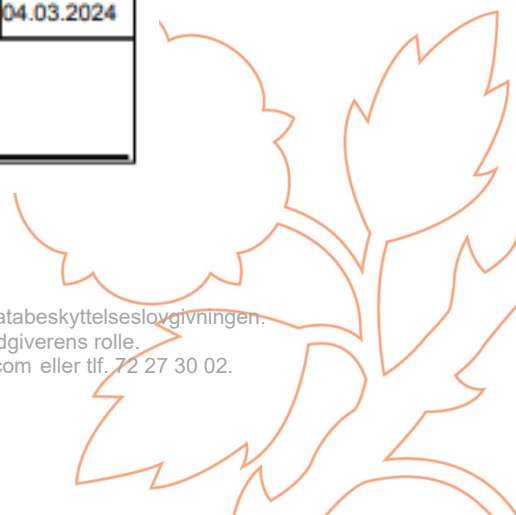 04.03.2024
atabeskyttelseslovgivningen.
dgiverens rolle.
com eller tlf. 72 27 30 02.